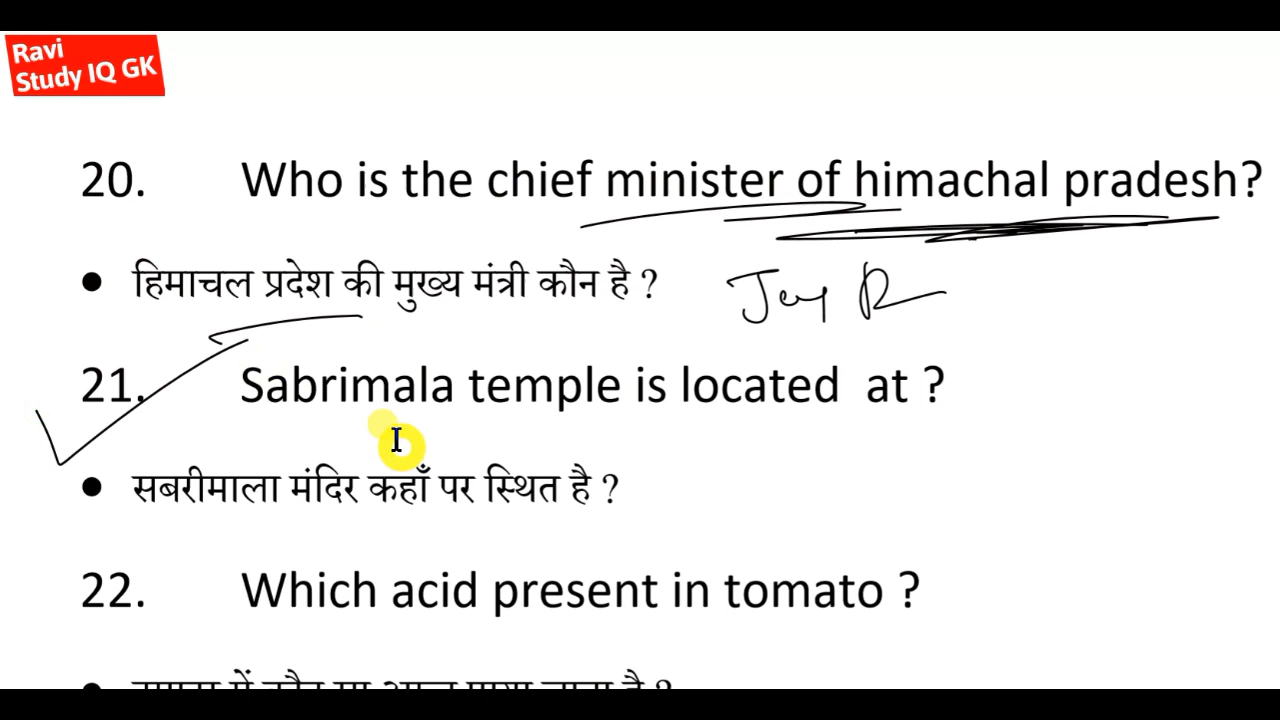 Ravi
Study IQ GK
20. Who is the chief minister of himachal pradesh?
• हिमाचल प्रदेश की मुख्य मंत्री कौन है ?
21. Sabrimala temple is located at ?
• सबरीमाला मंदिर कहाँ पर स्थित है ?
22. Which acid present in tomato ?